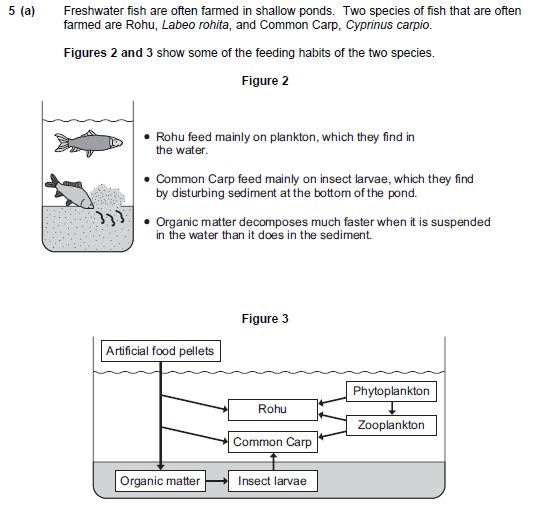 5 (a) Freshwater fish are often farmed in shallow ponds. Two species of fish that are often
farmed are Rohu, Labeo rohita, and Common Carp, Cyprinus carpio.
Figures 2 and 3 show some of the feeding habits of the two species.
Figure 2
• Rohu feed mainly on plankton, which they find in
the water.
• Common Carp feed mainly on insect larvae, which they find
by disturbing sediment at the bottom of the pond.
• Organic matter decomposes much faster when it is suspended
in the water than it does in the sediment.
Figure 3
Artificial food pellets
Phytoplankton
Rohu
Zooplankton
Common Carp
Organic matter
Insect larvae